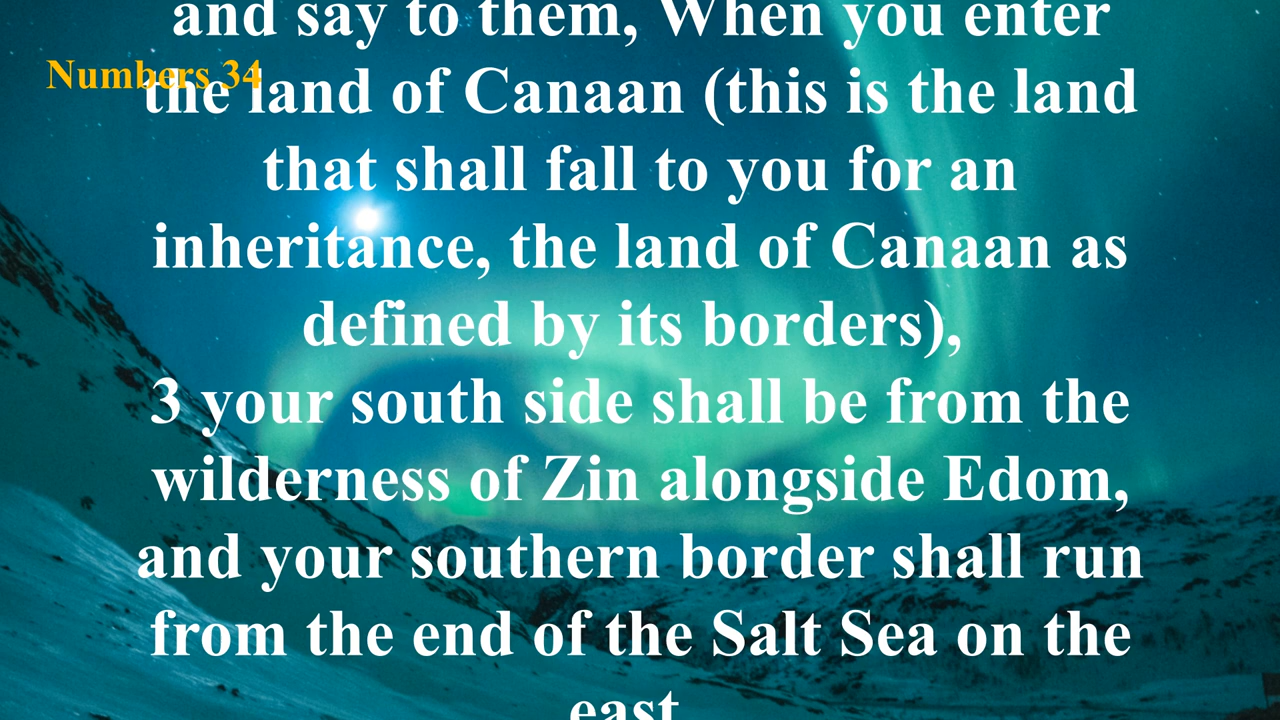 and say to them, When you enter
Numbers 34
the land of Canaan (this is the land
that shall fall to you for an
inheritance, the land of Canaan as
defined by its borders),
3 your south side shall be from the
wilderness of Zin alongside Edom,
and your southern border shall run
from the end of the Salt Sea on the
east